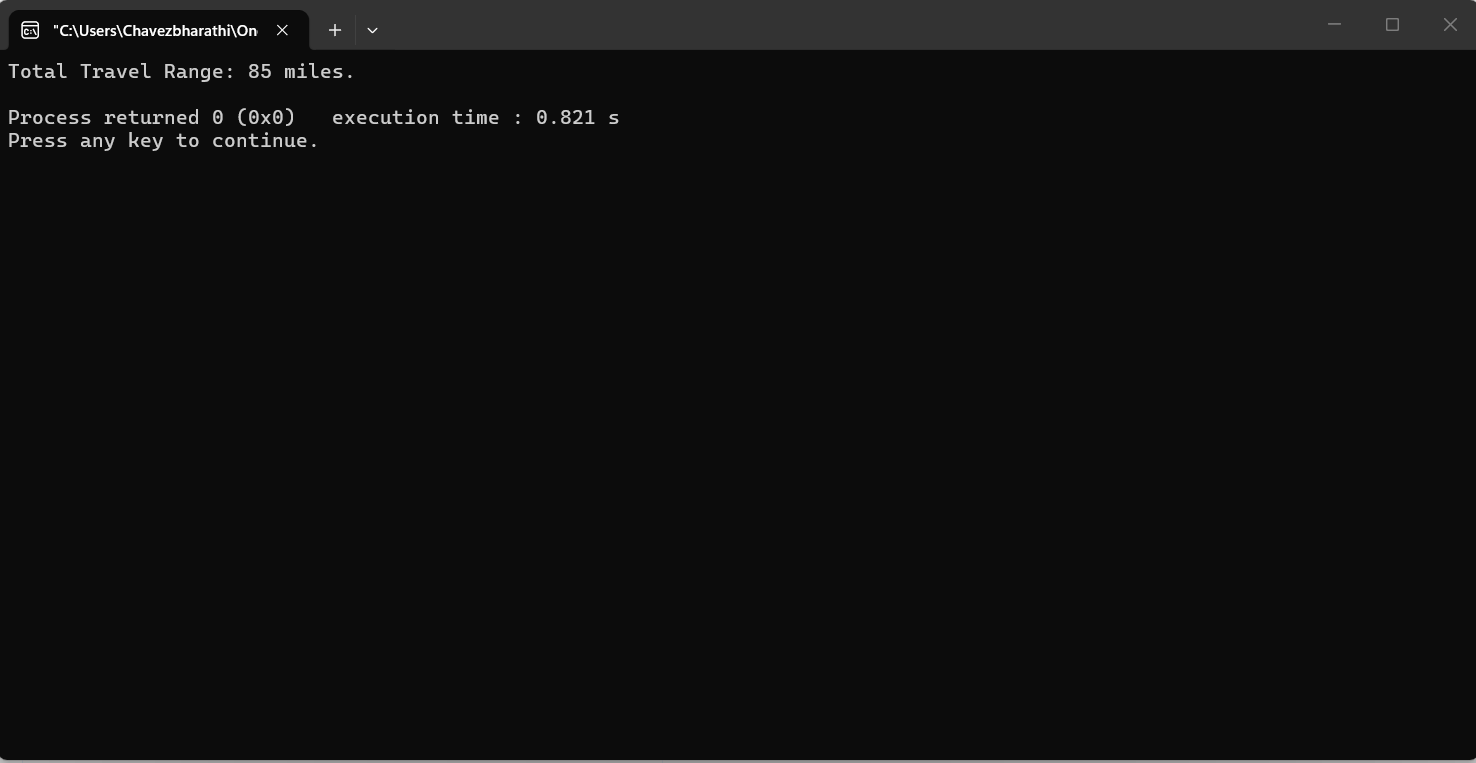 "C:\Users\Chavezbharathi\On
Total Travel Range: 85 miles.
Process returned 0 (0x0)   execution time : 0.821 s
Press any key to continue.